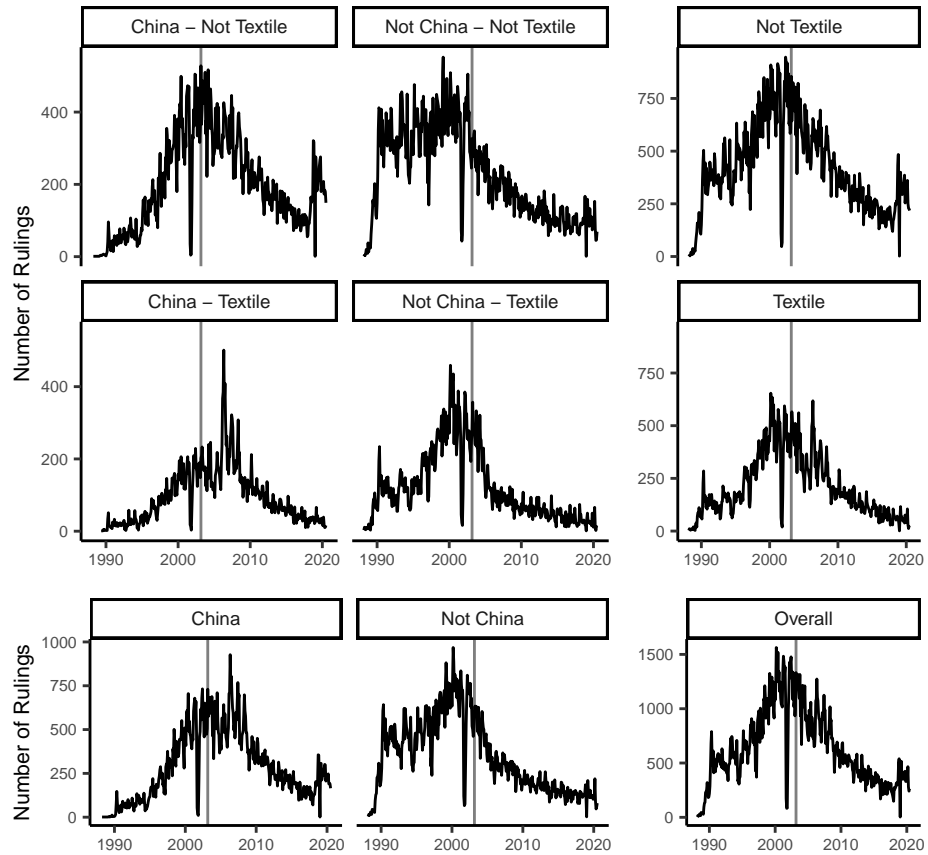 China − Not Textile
Not China − Not Textile
Not Textile
400
200
0
750
500
250
0
China − Textile
Not China − Textile
Textile
400
200
0
750
500
250
0
1990 2000 2010 2020
1990 2000 2010 2020
1990 2000 2010 2020
Number of Rulings
China
Not China
Overall
1000
750
500
250
0
1500
1000
500
0
1990 2000 2010 2020
1990 2000 2010 2020
1990 2000 2010 2020
Number of Rulings